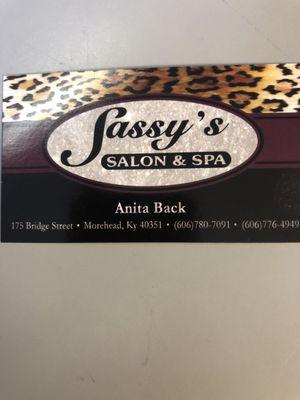 Sassy's
SALON & SPA
Anita Back
175 Bridge Street • Morehead, Ky 40351 • (606)780-7091 • (606)776-4949